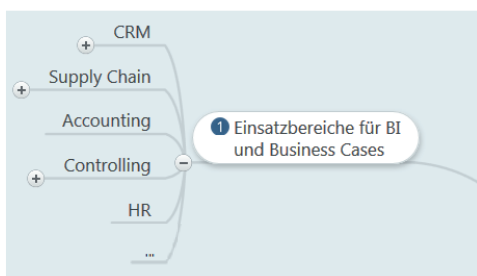 CRM
Supply Chain
Accounting
Controlling
HR
...
1 Einsatzbereiche für BI
und Business Cases